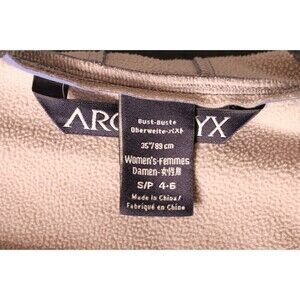 ARC YX
Bust-Buste
Oberweite-バスト
35"/89 cm
Women's-Femmes
Damen-女性用
S/P 4-6
Made in China/
Fabriqué en Chine